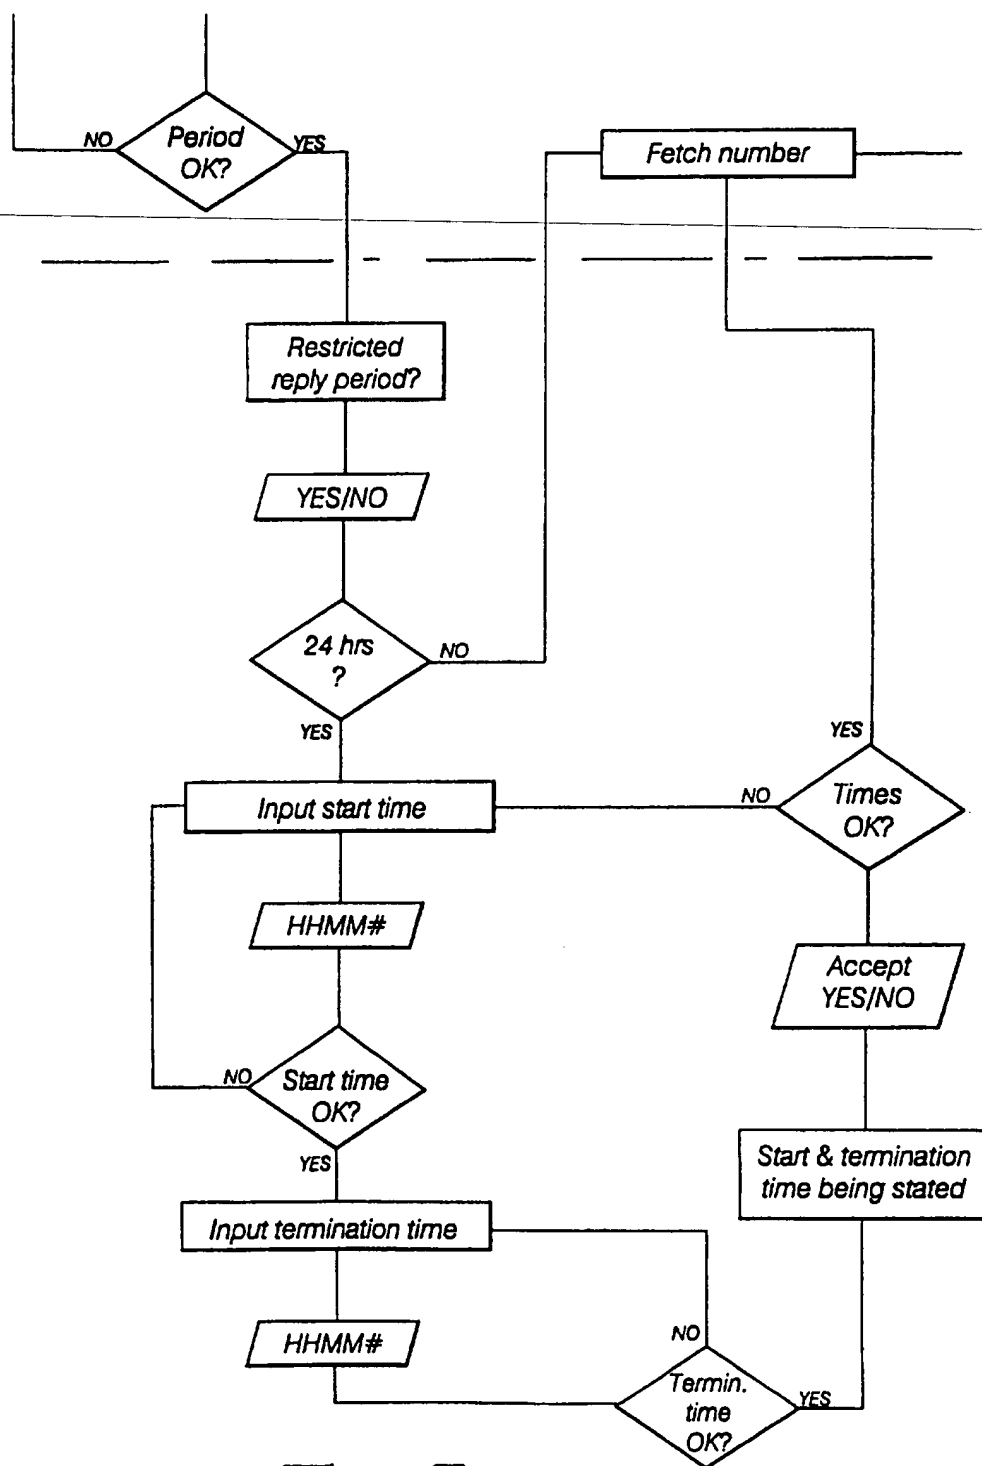 NO
Period
OK?
YES
Fetch number
Restricted
reply period?
YES/NO
24 hrs
?
NO
YES
Input start time
NO
YES
Times
OK?
HHMM#
Accept
YES/NO
NO
Start time
OK?
YES
Start & termination
time being stated
Input termination time
HHMM#
NO
Termin.
time
OK?
YES